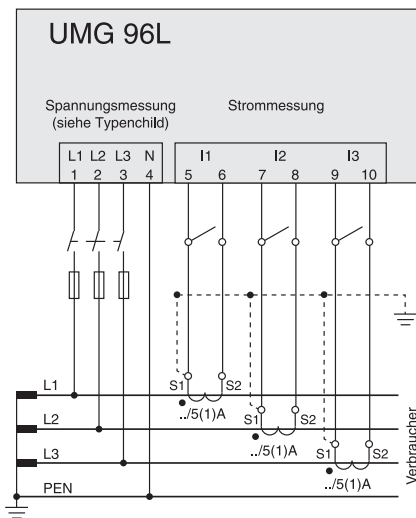 UMG 96L
Spannungsmessung
(siehe Typenchild)
Strommessung
L1 L2 L3 N
1 2 3 4
I1 I2 I3
5 6 7 8 9 10
S1 S2
../5(1)A
S1 S2
../5(1)A
S1 S2
../5(1)A
L1
L2
L3
PEN
Verbraucher